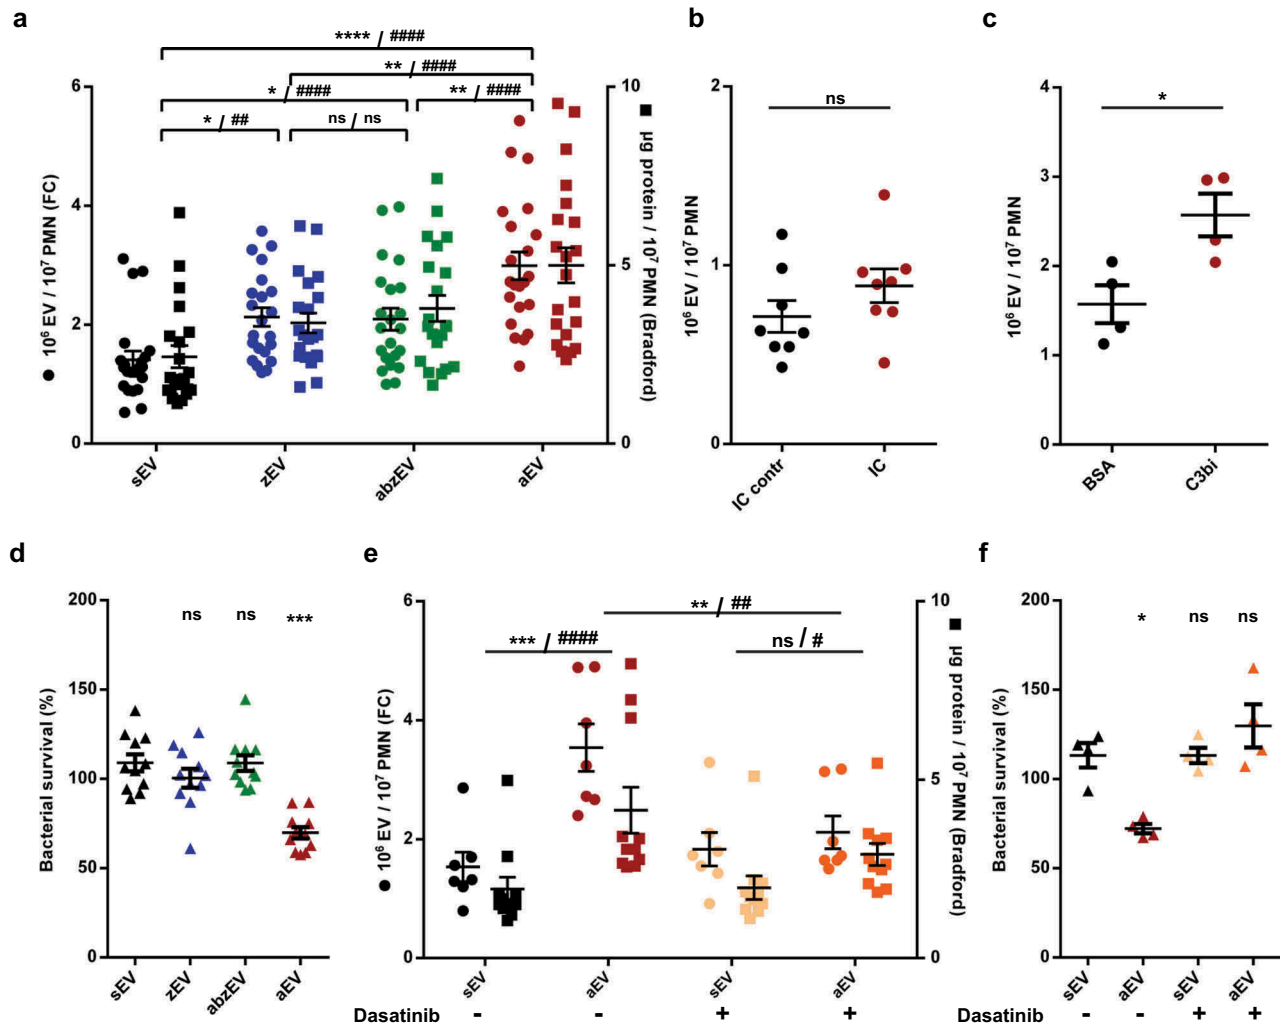 a
**** / ####
** / ####
* / ####
** / ####
* / ##
ns / ns
● 10⁶ EV / 10⁷ PMN (FC)
6
4
2
0
10
5
0
■ µg protein / 10⁷ PMN (Bradford)
sEV
zEV
abzEV
aEV
b
ns
10⁶ EV / 10⁷ PMN
2
1
0
IC contr
IC
c
*
10⁶ EV / 10⁷ PMN
4
3
2
1
0
BSA
C3bi
d
ns
ns
***
Bacterial survival (%)
200
150
100
50
0
sEV
zEV
abzEV
aEV
e
** / ##
*** / ####
ns / #
● 10⁶ EV / 10⁷ PMN (FC)
6
4
2
0
10
5
0
■ µg protein / 10⁷ PMN (Bradford)
sEV
aEV
sEV
aEV
Dasatinib - - + +
f
*
ns
ns
Bacterial survival (%)
200
150
100
50
0
sEV
aEV
sEV
aEV
Dasatinib - - + +